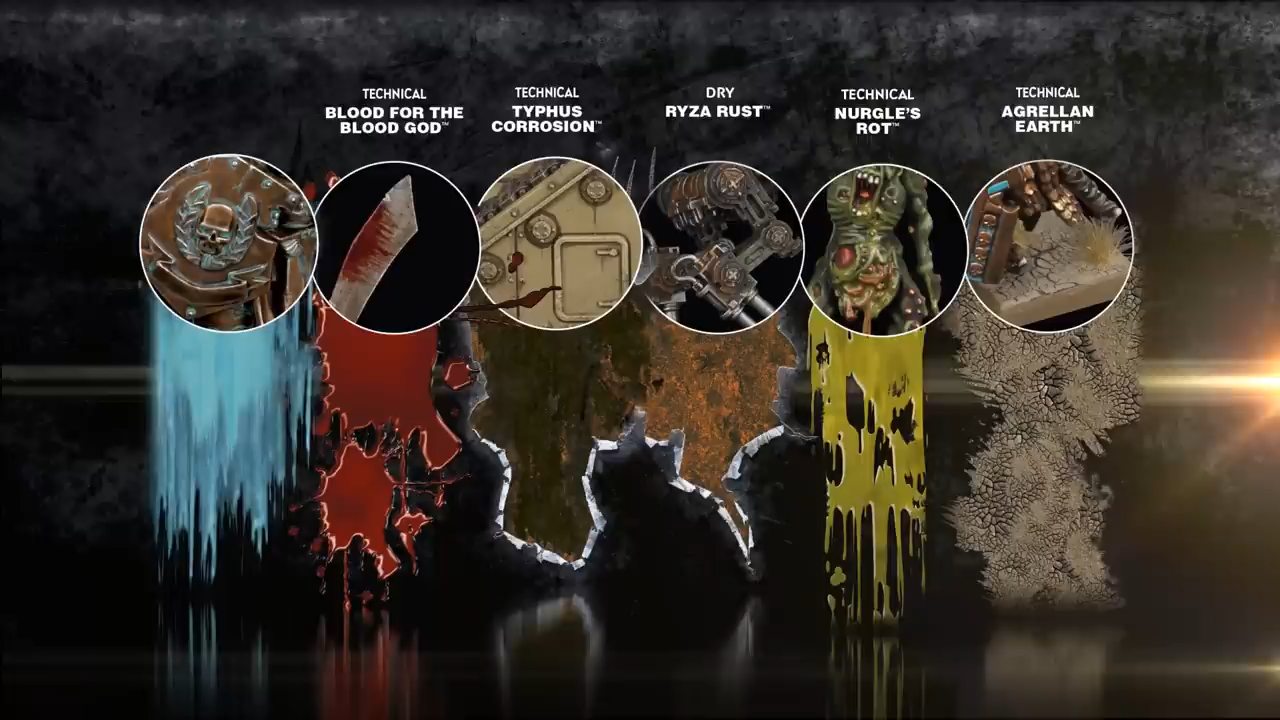 TECHNICAL
BLOOD FOR THE
BLOOD GOD™
TECHNICAL
TYPHUS
CORROSION™
DRY
RYZA RUST™
TECHNICAL
NURGLE'S
ROT™
TECHNICAL
AGRELLAN
EARTH™